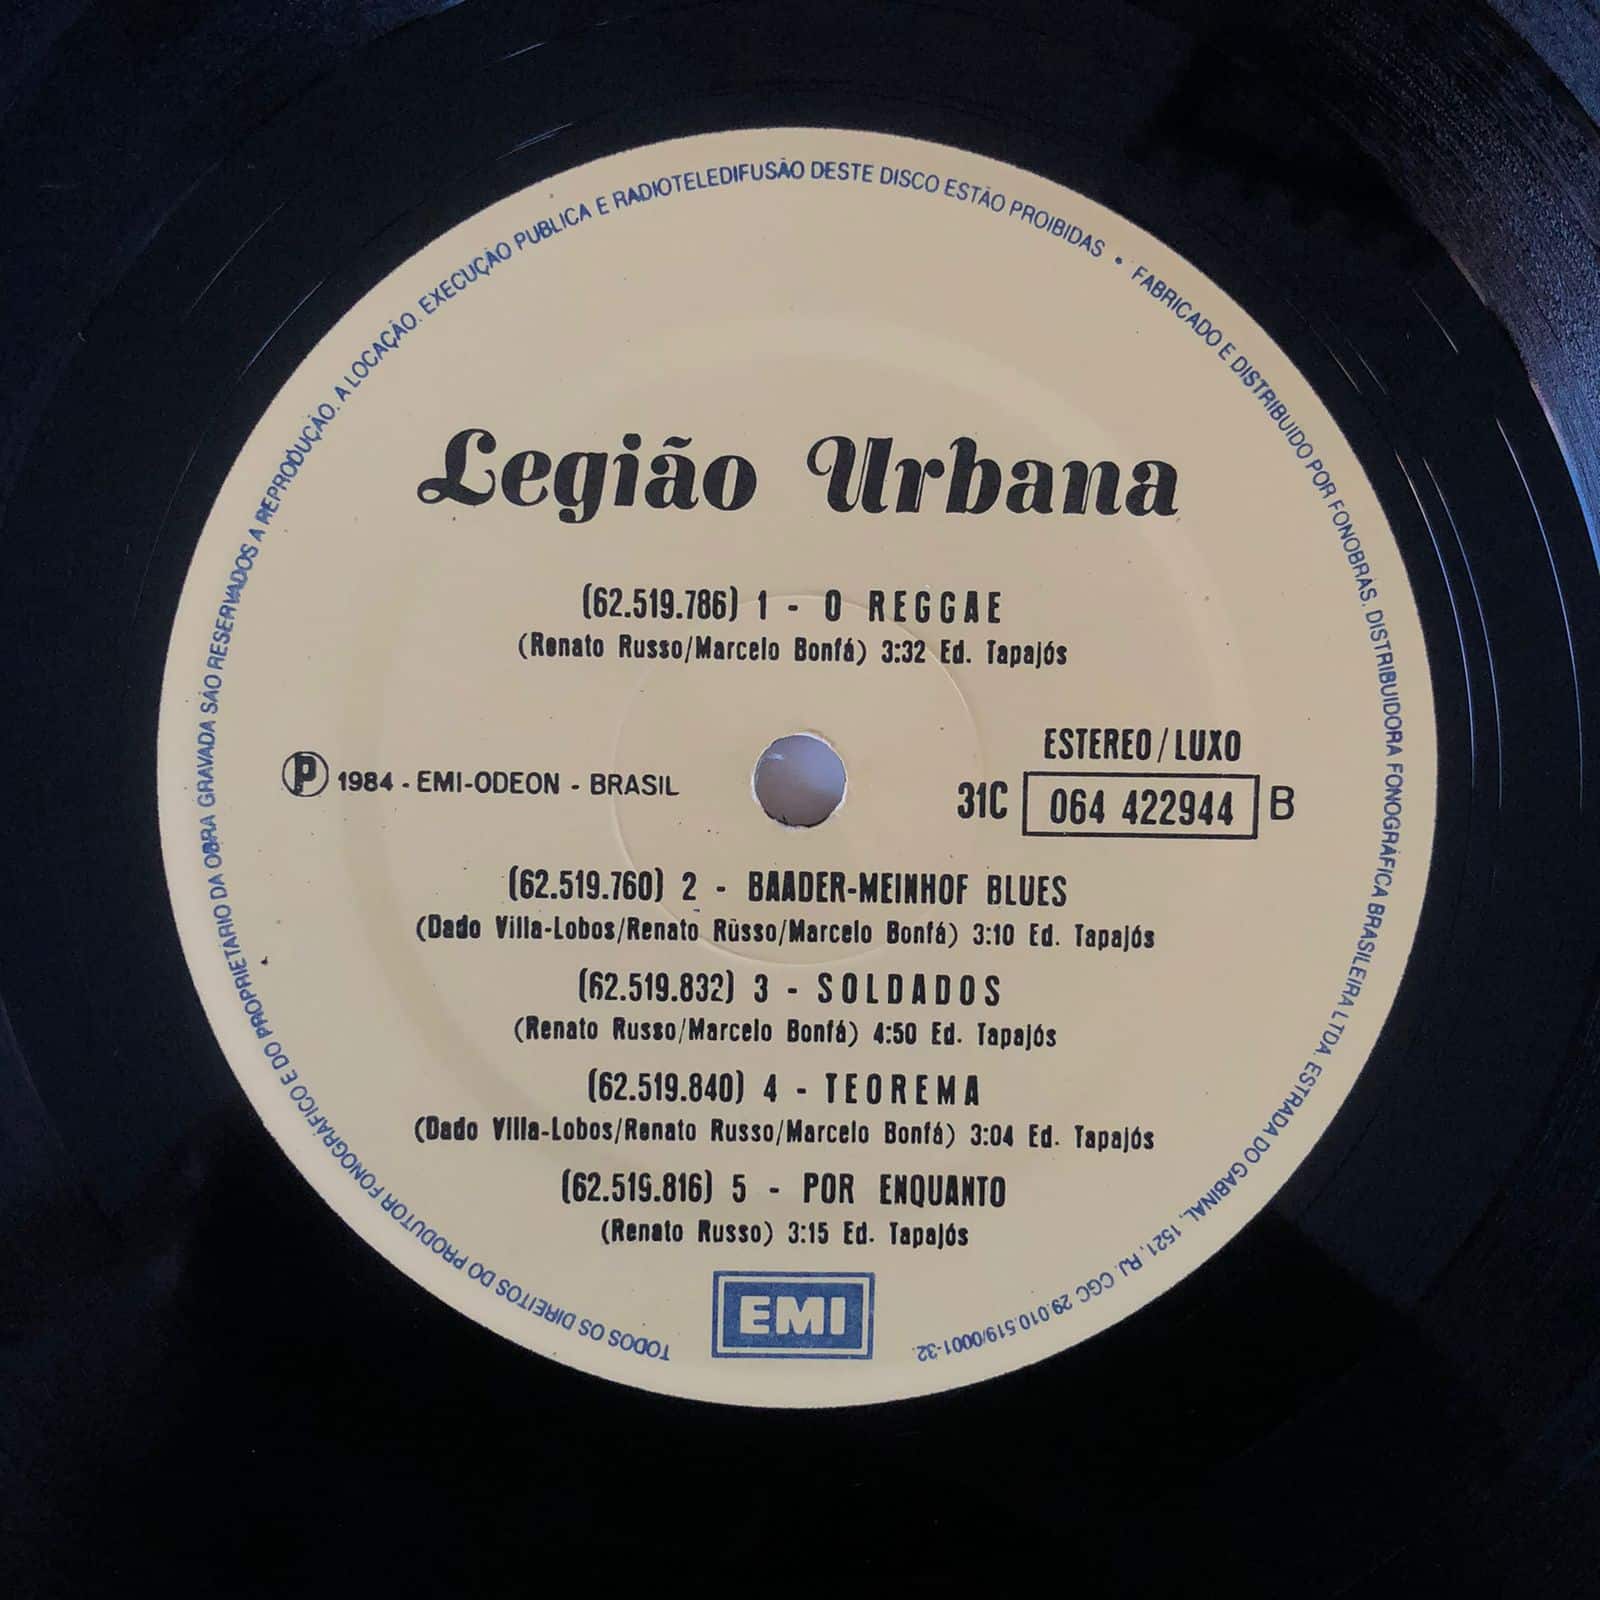 TODOS OS DIREITOS DO PRODUTOR FONOGRÁFICO E DO PROPRIETÁRIO DA OBRA GRAVADA SÃO RESERVADOS A REPRODUÇÃO. A LOCAÇÃO. EXECUÇÃO PUBLICA E RADIOTELEDIFUSÃO DESTE DISCO ESTÃO PROIBIDAS • FABRICADO E DISTRIBUIDO POR FONOBRÁS. DISTRIBUIDORA FONOGRÁFICA BRASILEIRA LTDA. ESTRADA DO GABINAL, 1521, RJ. CGC 29.010.519/0001-32.
Legião Urbana
(62.519.786) 1 - O REGGAE
(Renato Russo/Marcelo Bonfá) 3:32 Ed. Tapajós
ESTEREO/LUXO
Ⓟ 1984 - EMI-ODEON - BRASIL
31C 064 422944 B
(62.519.760) 2 - BAADER-MEINHOF BLUES
(Dado Villa-Lobos/Renato Russo/Marcelo Bonfá) 3:10 Ed. Tapajós
(62.519.832) 3 - SOLDADOS
(Renato Russo/Marcelo Bonfá) 4:50 Ed. Tapajós
(62.519.840) 4 - TEOREMA
(Dado Villa-Lobos/Renato Russo/Marcelo Bonfá) 3:04 Ed. Tapajós
(62.519.816) 5 - POR ENQUANTO
(Renato Russo) 3:15 Ed. Tapajós
EMI